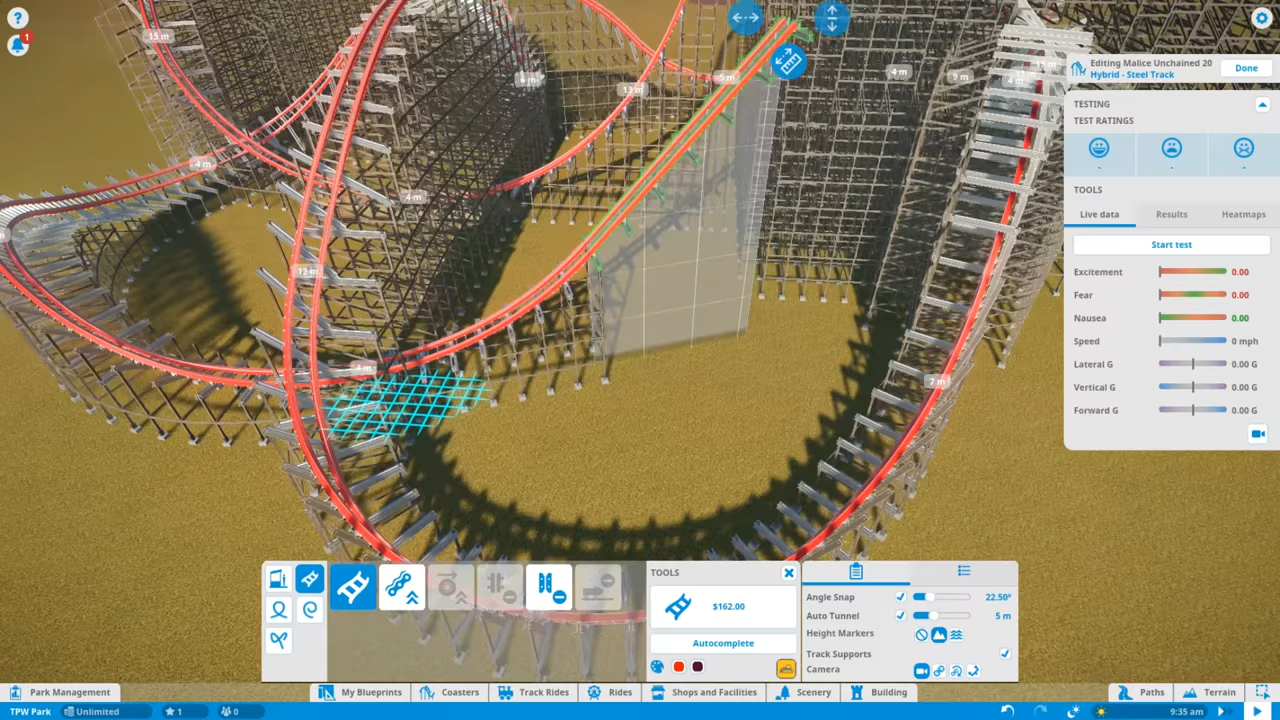 ?
1
15 m
6 m
13 m
5 m
4 m
9 m
4 m
4 m
12 m
4 m
7 m
Editing Malice Unchained 20
Hybrid - Steel Track
Done
TESTING
TEST RATINGS
-
-
-
TOOLS
Live data
Results
Heatmaps
Start test
Excitement
0.00
Fear
0.00
Nausea
0.00
Speed
0 mph
Lateral G
0.00 G
Vertical G
0.00 G
Forward G
0.00 G
TOOLS
$162.00
Autocomplete
Angle Snap
22.50°
Auto Tunnel
5 m
Height Markers
Track Supports
Camera
Park Management
My Blueprints
Coasters
Track Rides
Rides
Shops and Facilities
Scenery
Building
Paths
Terrain
TPW Park
Unlimited
1
0
9:35 am